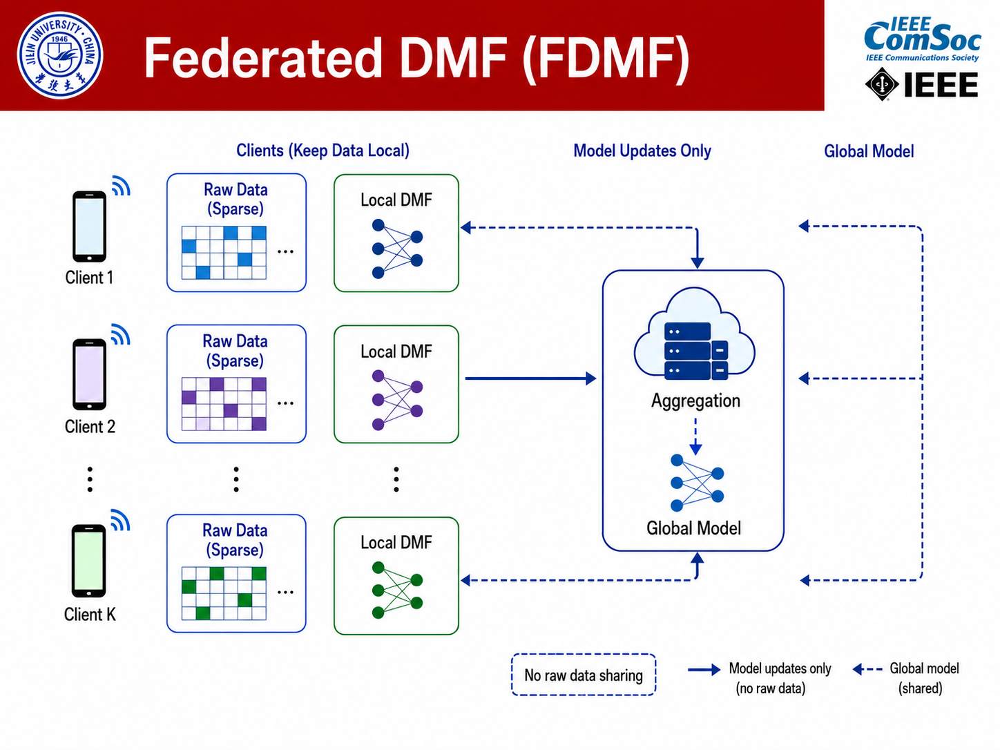 JILIN UNIVERSITY · CHINA
1946
Federated DMF (FDMF)
IEEE
ComSoc
IEEE Communications Society
IEEE
Clients (Keep Data Local)
Model Updates Only
Global Model
Raw Data
(Sparse)
...
Local DMF
Client 1
Raw Data
(Sparse)
...
Local DMF
Client 2
Aggregation
Global Model
Raw Data
(Sparse)
...
Local DMF
Client K
No raw data sharing
Model updates only
(no raw data)
Global model
(shared)